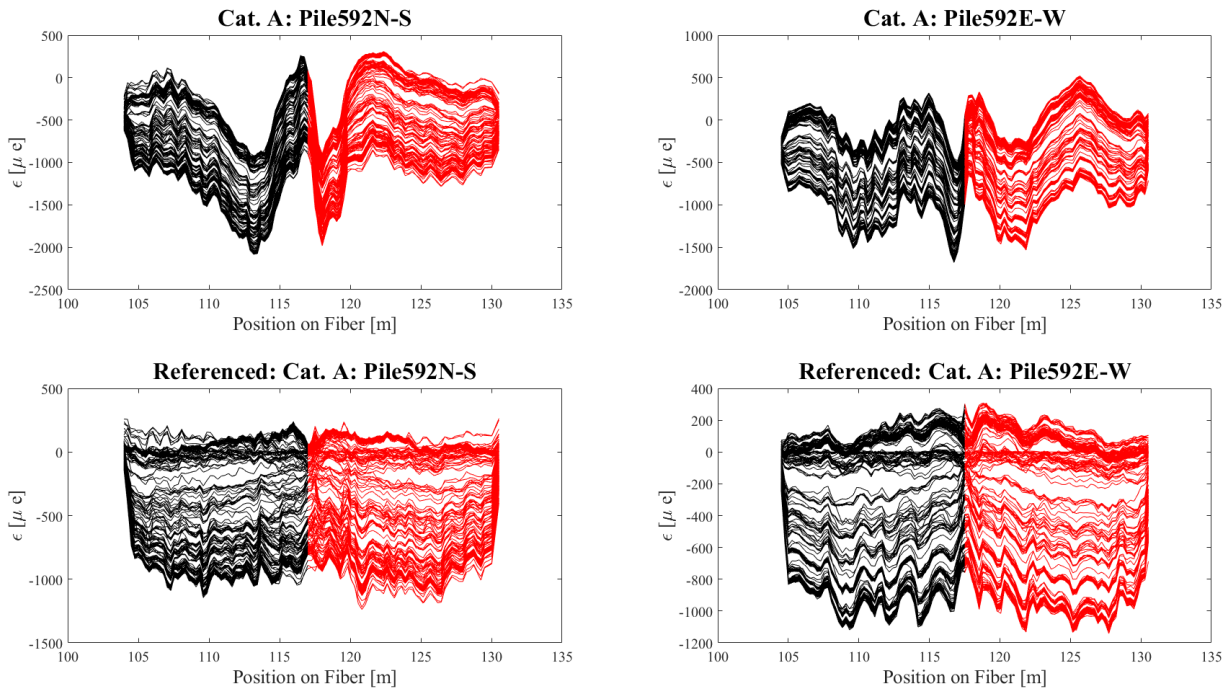 Cat. A: Pile592N-S
500
0
-500
-1000
-1500
-2000
-2500
ϵ [μ ϵ]
100 105 110 115 120 125 130 135
Position on Fiber [m]
Cat. A: Pile592E-W
1000
500
0
-500
-1000
-1500
-2000
ϵ [μ ϵ]
100 105 110 115 120 125 130 135
Position on Fiber [m]
Referenced: Cat. A: Pile592N-S
500
0
-500
-1000
-1500
ϵ [μ ϵ]
100 105 110 115 120 125 130 135
Position on Fiber [m]
Referenced: Cat. A: Pile592E-W
400
200
0
-200
-400
-600
-800
-1000
-1200
ϵ [μ ϵ]
100 105 110 115 120 125 130 135
Position on Fiber [m]